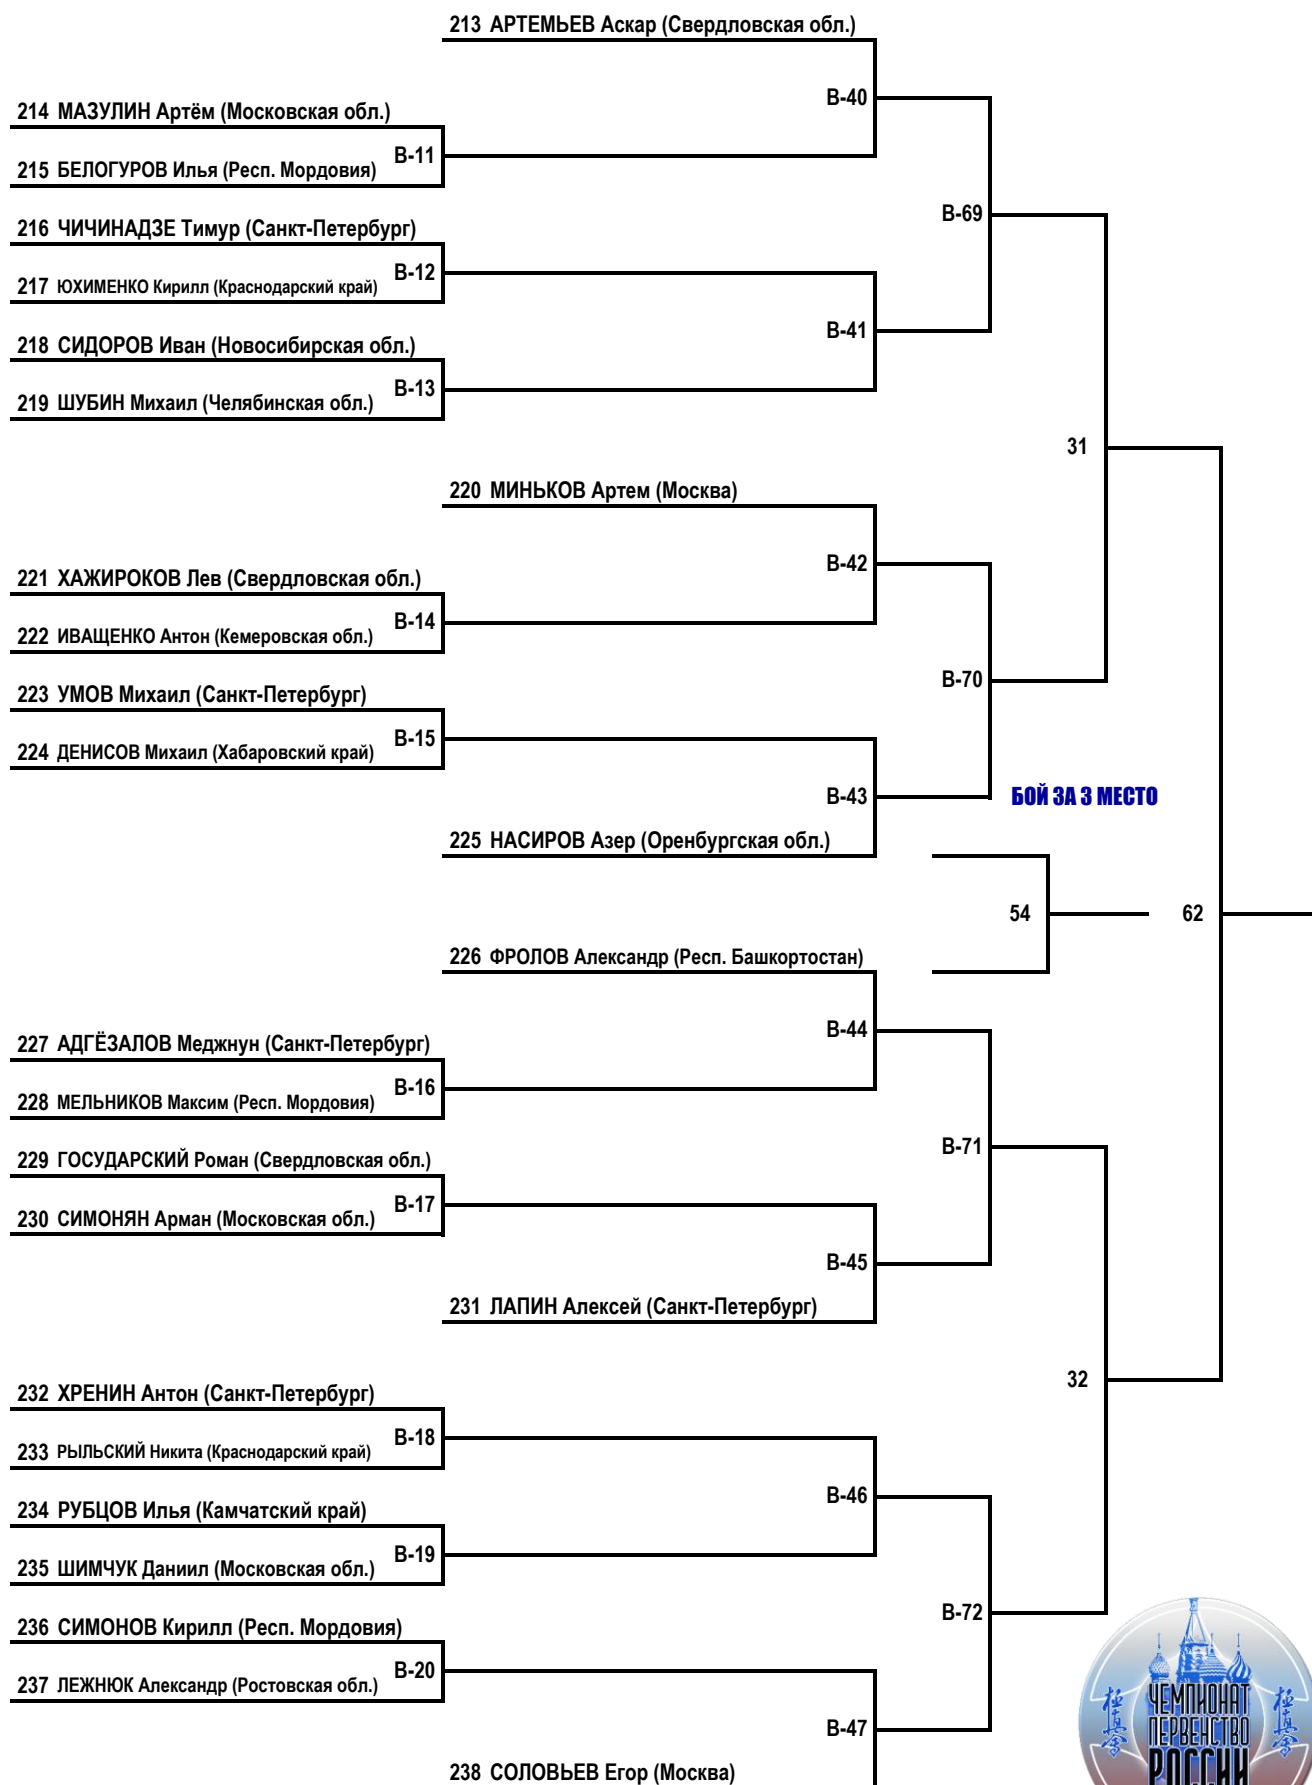 213 АРТЕМЬЕВ Аскар (Свердловская обл.)
B-40
214 МАЗУЛИН Артём (Московская обл.)
B-11
215 БЕЛОГУРОВ Илья (Респ. Мордовия)
216 ЧИЧИНАДЗЕ Тимур (Санкт-Петербург)
B-69
B-12
217 ЮХИМЕНКО Кирилл (Краснодарский край)
B-41
218 СИДОРОВ Иван (Новосибирская обл.)
B-13
219 ШУБИН Михаил (Челябинская обл.)
31
220 МИНЬКОВ Артем (Москва)
B-42
221 ХАЖИРОКОВ Лев (Свердловская обл.)
B-14
222 ИВАЩЕНКО Антон (Кемеровская обл.)
B-70
223 УМОВ Михаил (Санкт-Петербург)
B-15
224 ДЕНИСОВ Михаил (Хабаровский край)
B-43
БОЙ ЗА 3 МЕСТО
225 НАСИРОВ Азер (Оренбургская обл.)
54
62
226 ФРОЛОВ Александр (Респ. Башкортостан)
B-44
227 АДГЁЗАЛОВ Меджнун (Санкт-Петербург)
B-16
228 МЕЛЬНИКОВ Максим (Респ. Мордовия)
B-71
229 ГОСУДАРСКИЙ Роман (Свердловская обл.)
B-17
230 СИМОНЯН Арман (Московская обл.)
B-45
231 ЛАПИН Алексей (Санкт-Петербург)
32
232 ХРЕНИН Антон (Санкт-Петербург)
B-18
233 РЫЛЬСКИЙ Никита (Краснодарский край)
B-46
234 РУБЦОВ Илья (Камчатский край)
B-19
235 ШИМЧУК Даниил (Московская обл.)
B-72
236 СИМОНОВ Кирилл (Респ. Мордовия)
B-20
237 ЛЕЖНЮК Александр (Ростовская обл.)
B-47
238 СОЛОВЬЕВ Егор (Москва)
極真會
ЧЕМПИОНАТ
ПЕРВЕНСТВО
РОССИИ
極真會